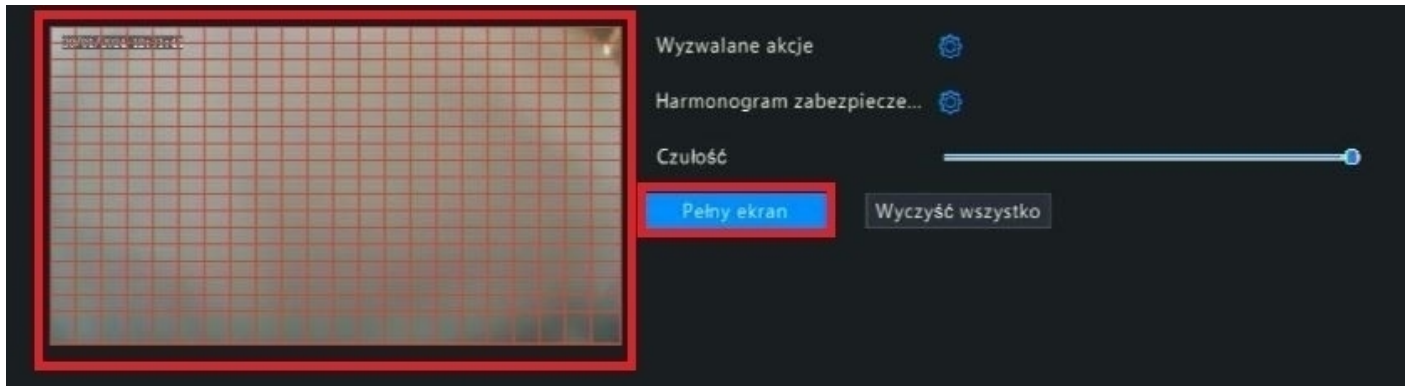 Wyzwalane akcje
Harmonogram zabezpiecze...
Czułość
Pełny ekran
Wyczyść wszystko